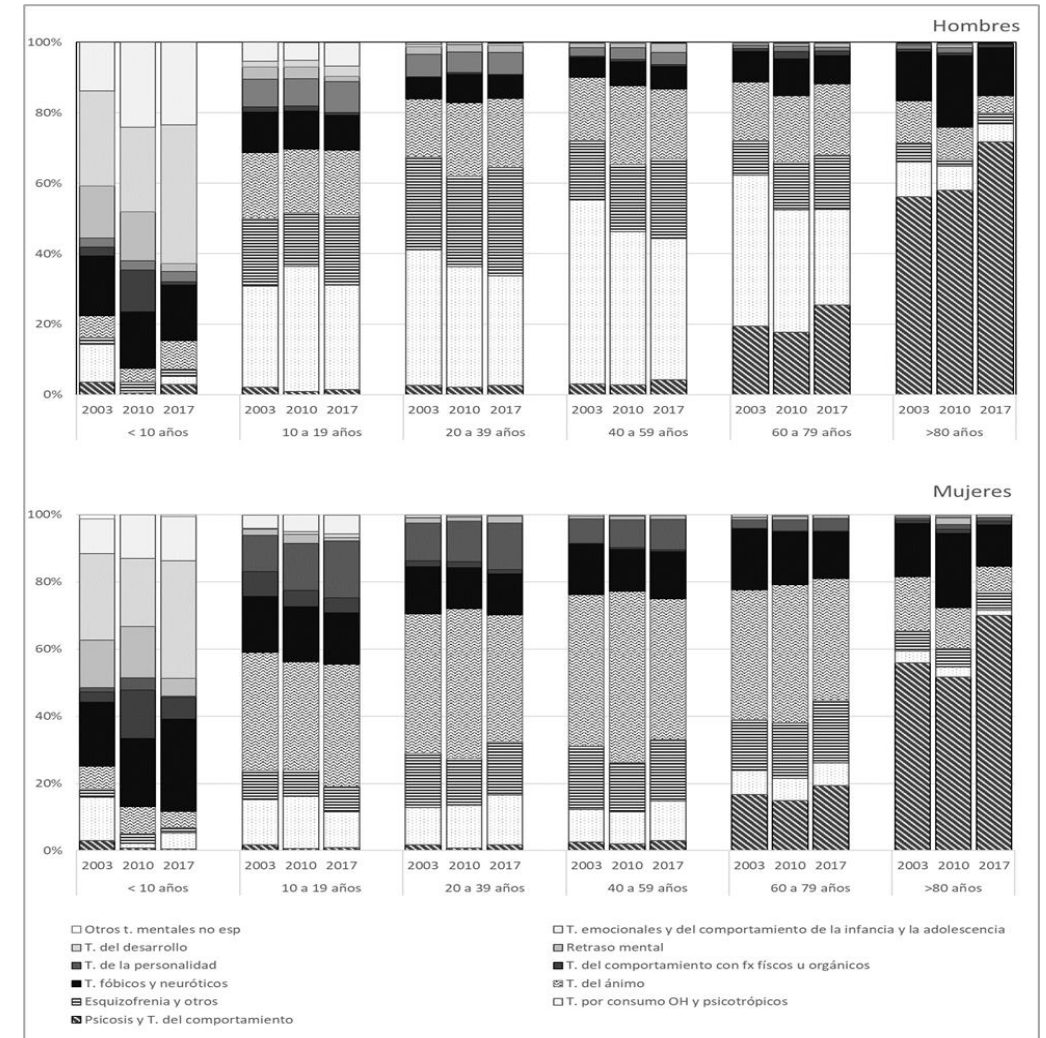 Hombres
100%
80%
60%
40%
20%
0%
2003 2010 2017 2003 2010 2017 2003 2010 2017 2003 2010 2017 2003 2010 2017 2003 2010 2017
< 10 años 10 a 19 años 20 a 39 años 40 a 59 años 60 a 79 años >80 años
Mujeres
100%
80%
60%
40%
20%
0%
2003 2010 2017 2003 2010 2017 2003 2010 2017 2003 2010 2017 2003 2010 2017 2003 2010 2017
< 10 años 10 a 19 años 20 a 39 años 40 a 59 años 60 a 79 años >80 años
Otros t. mentales no esp T. emocionales y del comportamiento de la infancia y la adolescencia
T. del desarrollo Retraso mental
T. de la personalidad T. del comportamiento con fx físcos u orgánicos
T. fóbicos y neuróticos T. del ánimo
Esquizofrenia y otros T. por consumo OH y psicotrópicos
Psicosis y T. del comportamiento